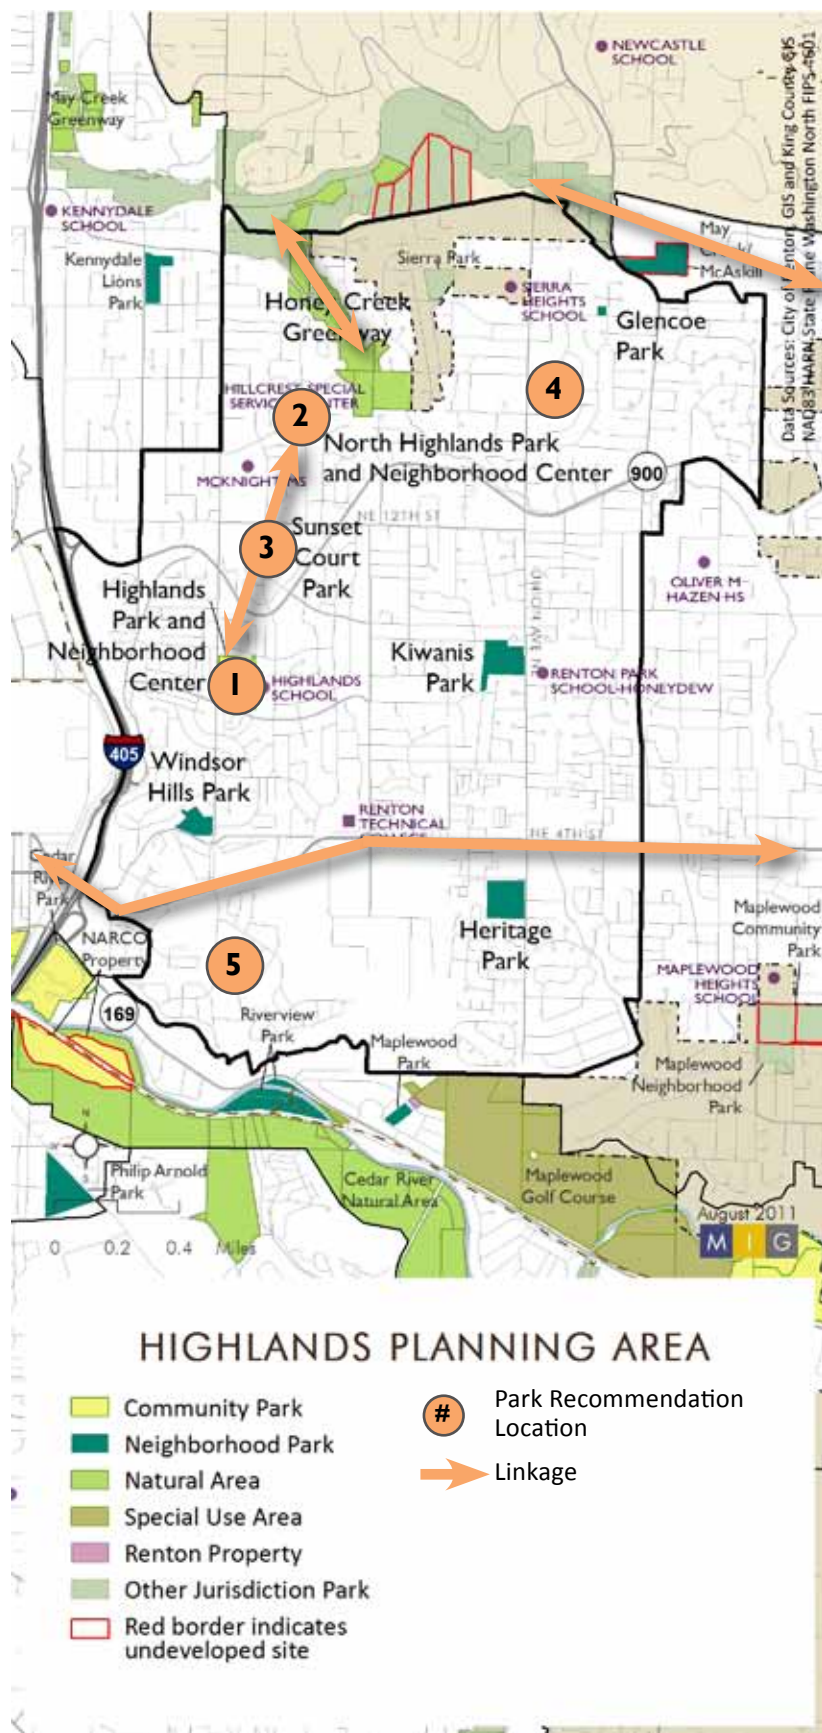 NEWCASTLE
SCHOOL
Data Sources: City of Renton GIS and King County GIS
NAD83 HARN State Plane Washington North FIPS-4601
May Creek
Greenway
KENNYDALE
SCHOOL
Kennydale
Lions
Park
Sierra Park
May
Creek/
McAskill
SIERRA
HEIGHTS
SCHOOL
Honey Creek
Greenway
Glencoe
Park
HILLCREST SPECIAL
4
2
North Highlands Park
and Neighborhood Center
900
MCKNIGHT MS
NE 12TH ST
3
Sunset
Court
Park
OLIVER M
HAZEN HS
Highlands
Park and
Neighborhood
Center
UNION AVE NE
1
HIGHLANDS
SCHOOL
Kiwanis
Park
RENTON PARK
SCHOOL-HONEYDEW
405
Windsor
Hills Park
RENTON
TECHNICAL
COLLEGE
NE 4TH ST
Cedar
River
Park
NARCO
Property
5
Heritage
Park
Maplewood
Community
Park
MAPLEWOOD
HEIGHTS
SCHOOL
169
Riverview
Park
Maplewood
Park
Maplewood
Neighborhood
Park
N
S
Philip Arnold
Park
Cedar River
Natural Area
Maplewood
Golf Course
August 2011
M I G
0 0.2 0.4 Miles
HIGHLANDS PLANNING AREA
Community Park
Neighborhood Park
Natural Area
Special Use Area
Renton Property
Other Jurisdiction Park
Red border indicates
undeveloped site
# Park Recommendation
Location
Linkage